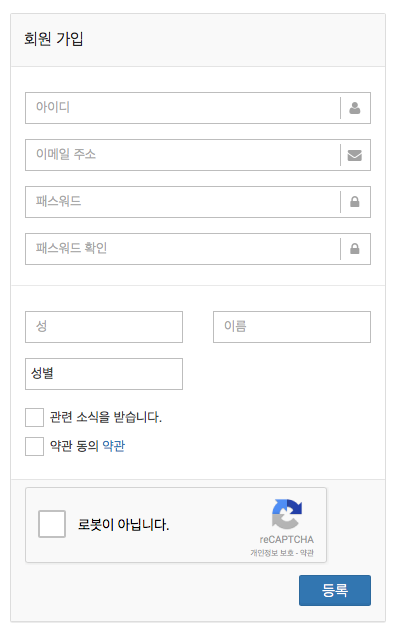 회원 가입
아이디
이메일 주소
패스워드
패스워드 확인
성
이름
성별
관련 소식을 받습니다.
약관 동의 약관
로봇이 아닙니다.
reCAPTCHA
개인정보 보호 - 약관
등록